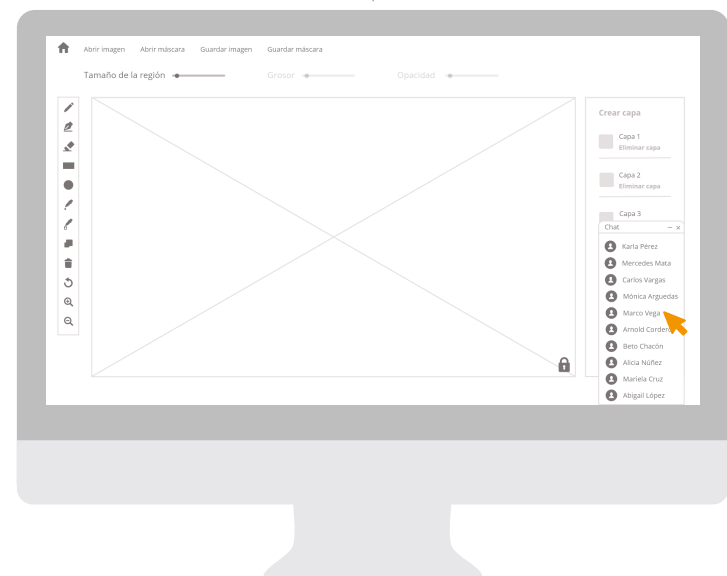 Abrir imagen Abrir máscara Guardar imagen Guardar máscara
Tamaño de la región Grosor Opacidad
Crear capa
Capa 1
Eliminar capa
Capa 2
Eliminar capa
Capa 3
Chat
Karla Pérez
Mercedes Mata
Carlos Vargas
Mónica Arguedas
Marco Vega
Arnold Cordero
Beto Chacón
Alicia Núñez
Mariela Cruz
Abigail López